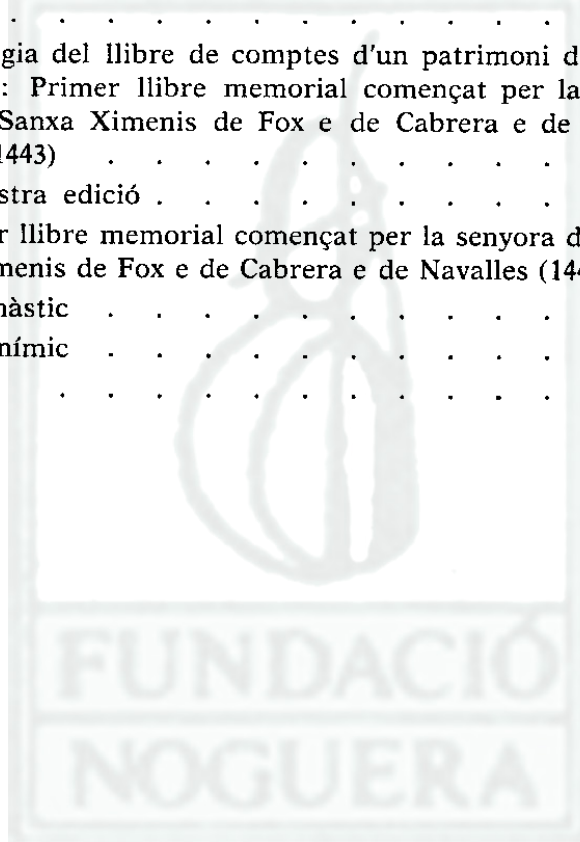 . . . . . . . . . . . .
gia del llibre de comptes d'un patrimoni d
: Primer llibre memorial començat per la
Sanxa Ximenis de Fox e de Cabrera e de
1443) . . . . . . . . . .
stra edició . . . . . . . . .
r llibre memorial començat per la senyora d
menis de Fox e de Cabrera e de Navalles (144
nàstic . . . . . . . . . .
nímic . . . . . . . . . .
. . . . . . . . . . .
FUNDACIÓ
NOGUERA